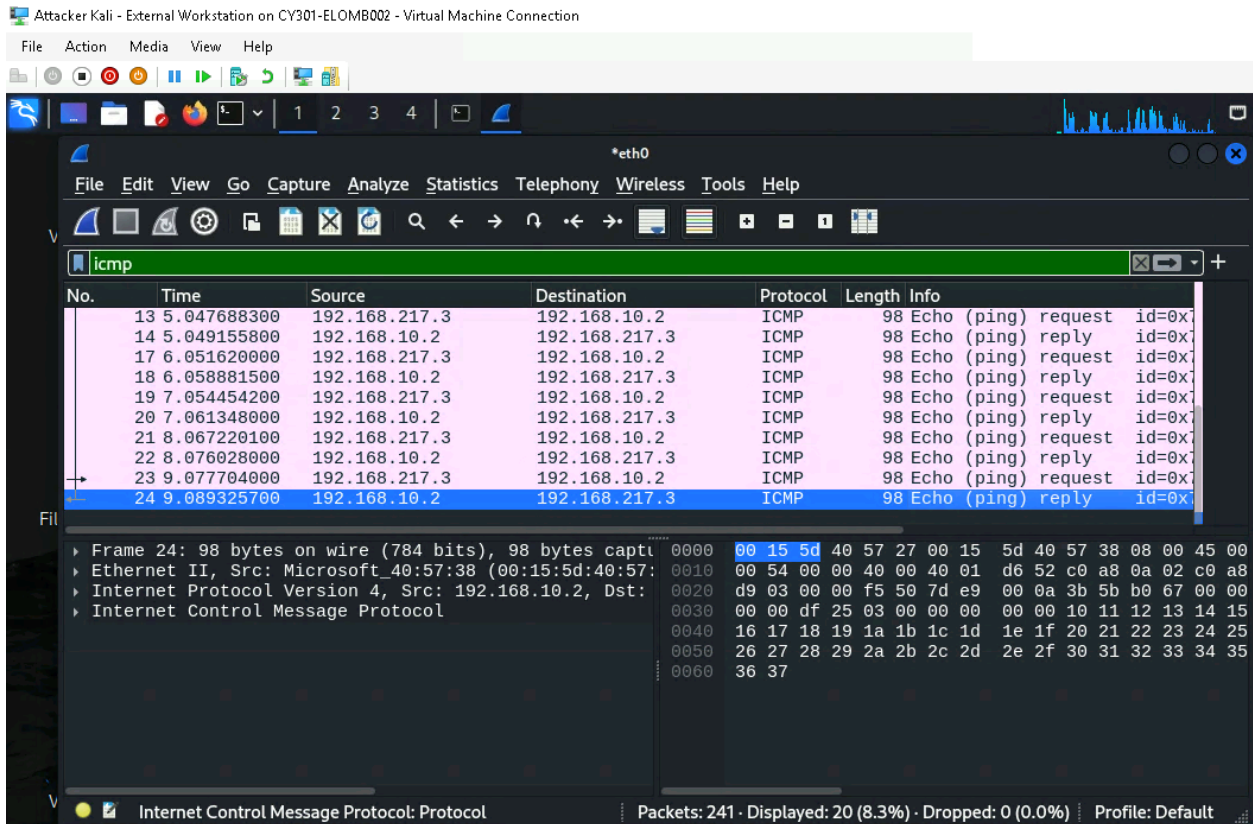 Attacker Kali - External Workstation on CY301-ELOMB002 - Virtual Machine Connection
File Action Media View Help
1 2 3 4
*eth0
File Edit View Go Capture Analyze Statistics Telephony Wireless Tools Help
icmp
No. Time Source Destination Protocol Length Info
13 5.047688300 192.168.217.3 192.168.10.2 ICMP 98 Echo (ping) request id=0x7
14 5.049155800 192.168.10.2 192.168.217.3 ICMP 98 Echo (ping) reply id=0x7
17 6.051620000 192.168.217.3 192.168.10.2 ICMP 98 Echo (ping) request id=0x7
18 6.058881500 192.168.10.2 192.168.217.3 ICMP 98 Echo (ping) reply id=0x7
19 7.054454200 192.168.217.3 192.168.10.2 ICMP 98 Echo (ping) request id=0x7
20 7.061348000 192.168.10.2 192.168.217.3 ICMP 98 Echo (ping) reply id=0x7
21 8.067220100 192.168.217.3 192.168.10.2 ICMP 98 Echo (ping) request id=0x7
22 8.076028000 192.168.10.2 192.168.217.3 ICMP 98 Echo (ping) reply id=0x7
23 9.077704000 192.168.217.3 192.168.10.2 ICMP 98 Echo (ping) request id=0x7
24 9.089325700 192.168.10.2 192.168.217.3 ICMP 98 Echo (ping) reply id=0x7
Fil
Frame 24: 98 bytes on wire (784 bits), 98 bytes captu
Ethernet II, Src: Microsoft_40:57:38 (00:15:5d:40:57:
Internet Protocol Version 4, Src: 192.168.10.2, Dst:
Internet Control Message Protocol
0000 00 15 5d 40 57 27 00 15 5d 40 57 38 08 00 45 00
0010 00 54 00 00 40 00 40 01 d6 52 c0 a8 0a 02 c0 a8
0020 d9 03 00 00 f5 50 7d e9 00 0a 3b 5b b0 67 00 00
0030 00 00 df 25 03 00 00 00 00 00 10 11 12 13 14 15
0040 16 17 18 19 1a 1b 1c 1d 1e 1f 20 21 22 23 24 25
0050 26 27 28 29 2a 2b 2c 2d 2e 2f 30 31 32 33 34 35
0060 36 37
Internet Control Message Protocol: Protocol
Packets: 241 · Displayed: 20 (8.3%) · Dropped: 0 (0.0%)
Profile: Default